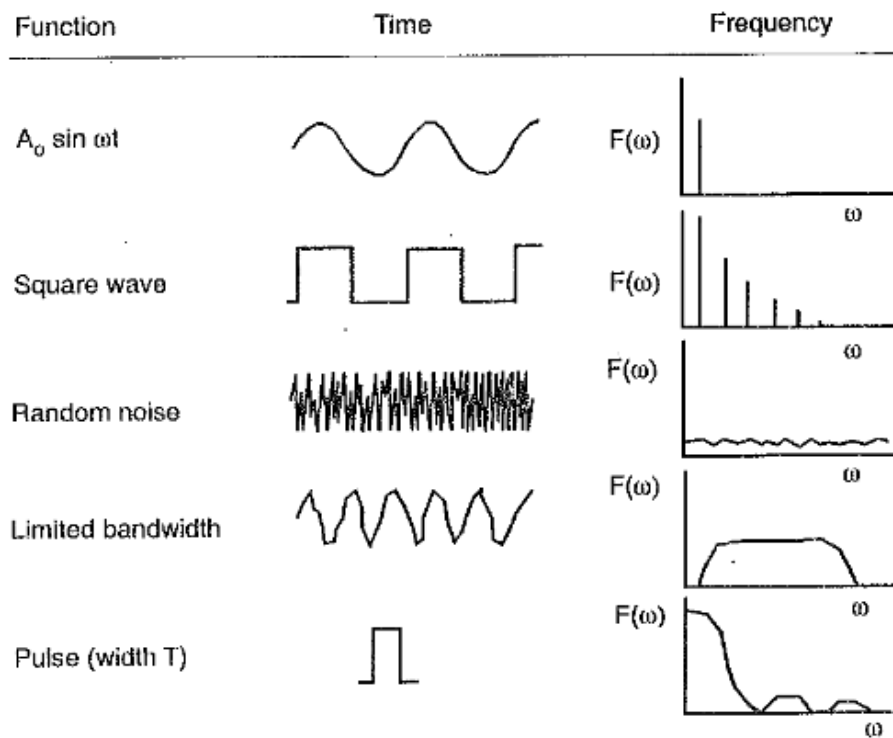 Function Time Frequency
A₀ sin ωt F(ω)
ω
Square wave F(ω)
ω
Random noise F(ω)
ω
Limited bandwidth F(ω)
ω
Pulse (width T) F(ω)
ω